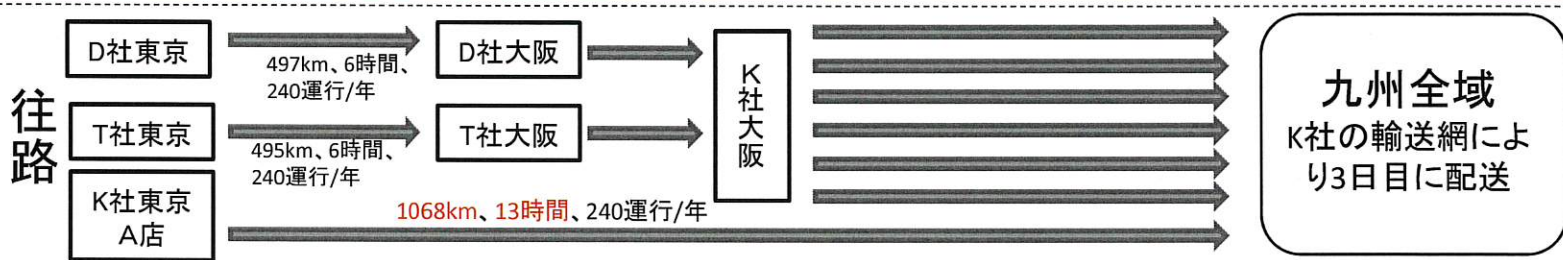 往路
D社東京
497km、6時間、
240運行/年
D社大阪
T社東京
495km、6時間、
240運行/年
T社大阪
K社大阪
K社東京
A店
1068km、13時間、240運行/年
九州全域
K社の輸送網によ
り3日目に配送